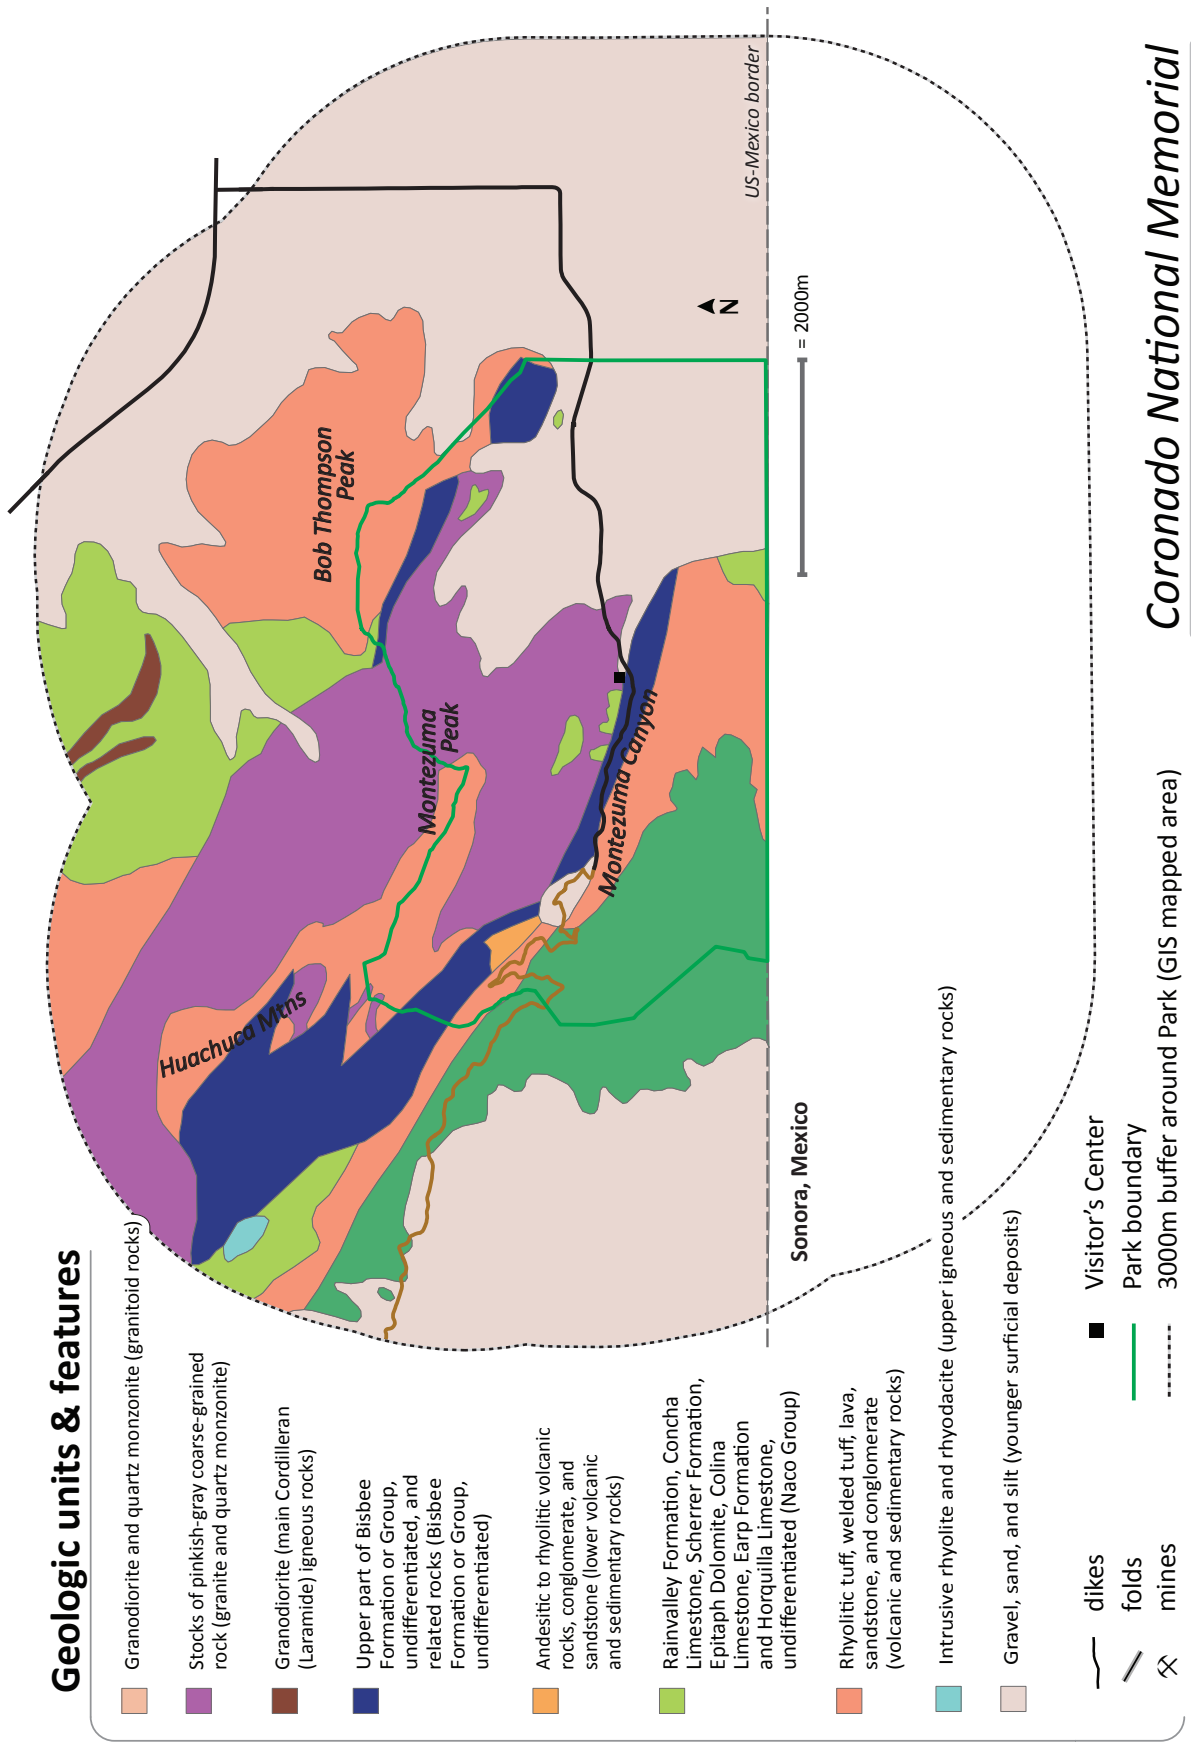 Geologic units & features
Granodiorite and quartz monzonite (granitoid rocks)
Stocks of pinkish-gray coarse-grained
rock (granite and quartz monzonite)
Granodiorite (main Cordilleran
(Laramide) igneous rocks)
Upper part of Bisbee
Formation or Group,
undifferentiated, and
related rocks (Bisbee
Formation or Group,
undifferentiated)
Andesitic to rhyolitic volcanic
rocks, conglomerate, and
sandstone (lower volcanic
and sedimentary rocks)
Rainvalley Formation, Concha
Limestone, Scherrer Formation,
Epitaph Dolomite, Colina
Limestone, Earp Formation
and Horquilla Limestone,
undifferentiated (Naco Group)
Rhyolitic tuff, welded tuff, lava,
sandstone, and conglomerate
(volcanic and sedimentary rocks)
Intrusive rhyolite and rhyodacite (upper igneous and sedimentary rocks)
Gravel, sand, and silt (younger surficial deposits)
dikes
folds
mines
Visitor's Center
Park boundary
3000m buffer around Park (GIS mapped area)
Huachuca Mtns
Montezuma
Peak
Bob Thompson
Peak
Montezuma Canyon
US-Mexico border
Sonora, Mexico
N
= 2000m
Coronado National Memorial